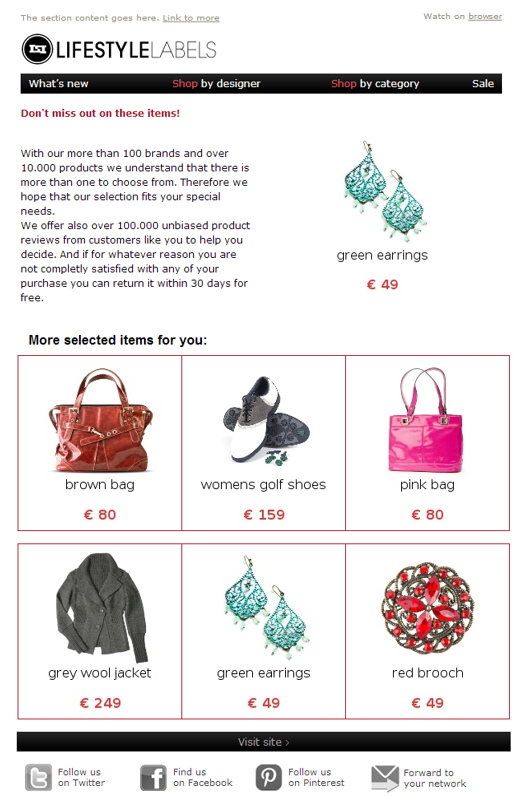 The section content goes here. Link to more
Watch on browser
LIFESTYLELABELS
What's new Shop by designer Shop by category Sale
Don't miss out on these items!
With our more than 100 brands and over
10.000 products we understand that there is
more than one to choose from. Therefore we
hope that our selection fits your special
needs.
We offer also over 100.000 unbiased product
reviews from customers like you to help you
decide. And if for whatever reason you are
not completly satisfied with any of your
purchase you can return it within 30 days for
free.
green earrings
€ 49
More selected items for you:
brown bag
€ 80
womens golf shoes
€ 159
pink bag
€ 80
grey wool jacket
€ 249
green earrings
€ 49
red brooch
€ 49
Visit site ›
Follow us
on Twitter
Find us
on Facebook
Follow us
on Pinterest
Forward to
your network